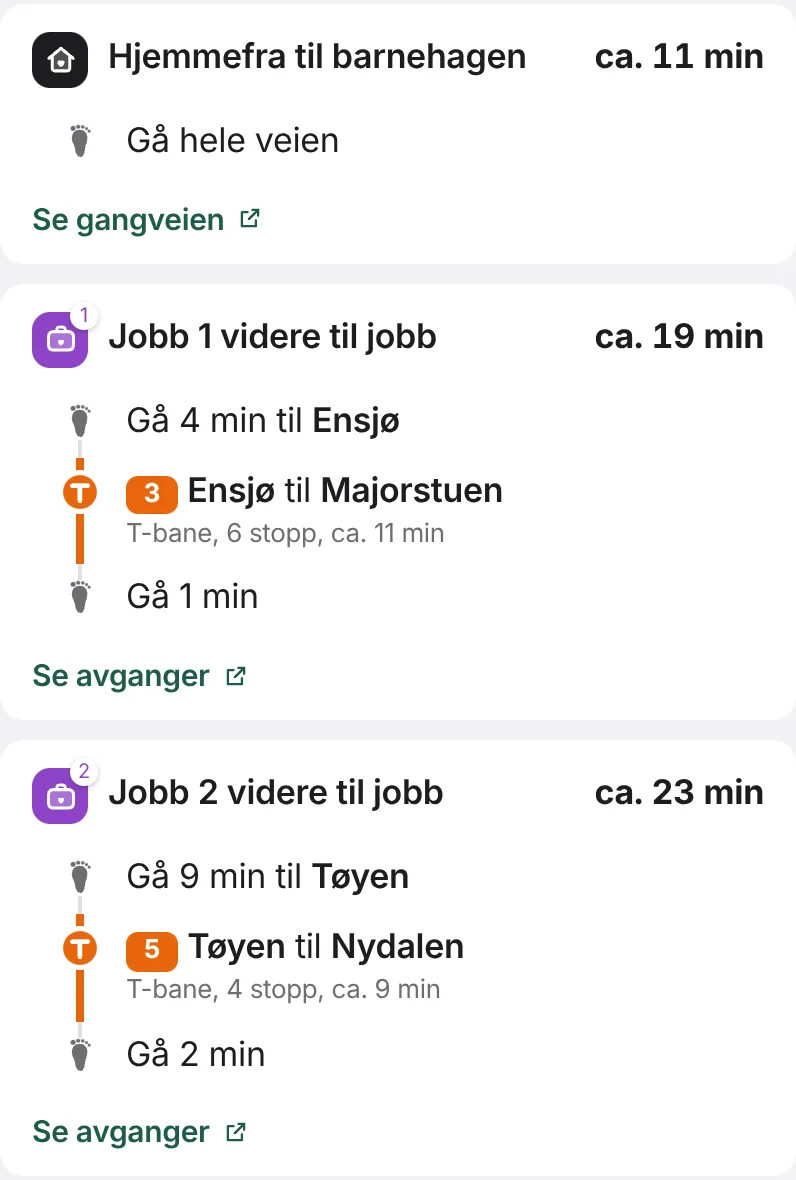 Hjemmefra til barnehagen ca. 11 min
Gå hele veien
Se gangveien
1
Jobb 1 videre til jobb ca. 19 min
Gå 4 min til Ensjø
T 3 Ensjø til Majorstuen
T-bane, 6 stopp, ca. 11 min
Gå 1 min
Se avganger
2
Jobb 2 videre til jobb ca. 23 min
Gå 9 min til Tøyen
T 5 Tøyen til Nydalen
T-bane, 4 stopp, ca. 9 min
Gå 2 min
Se avganger